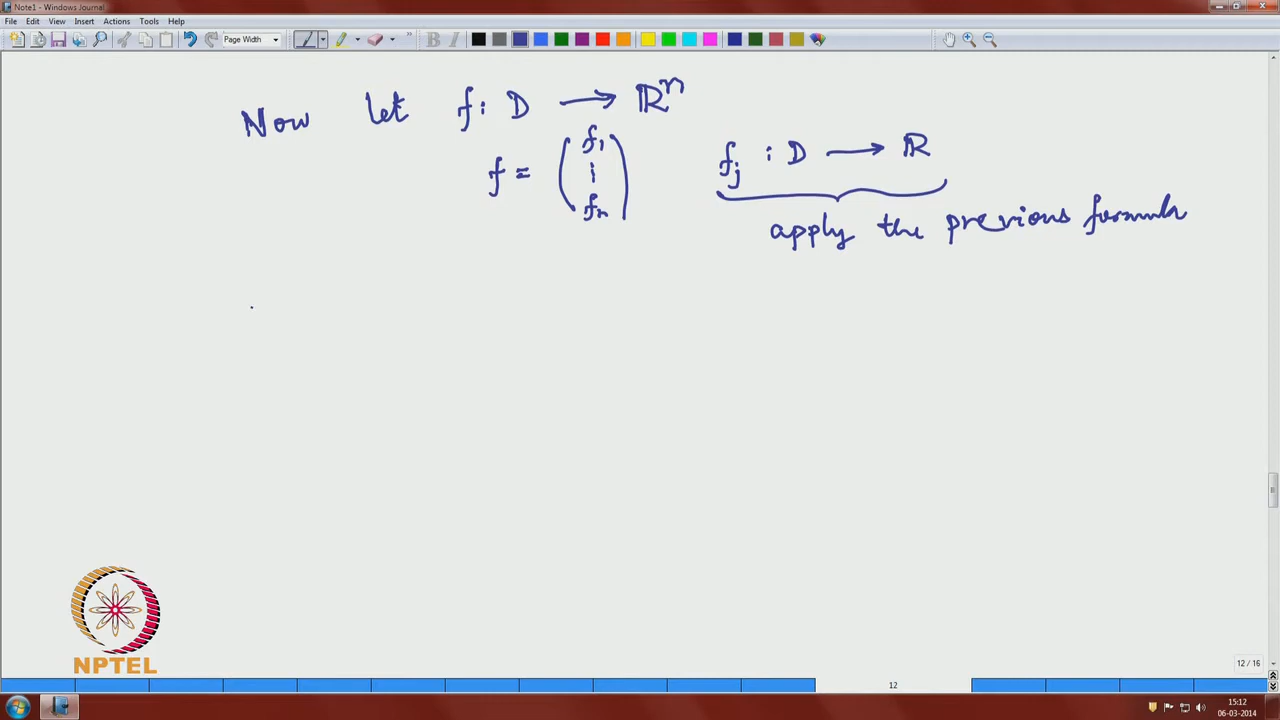 Note1 - Windows Journal
File Edit View Insert Actions Tools Help
Page Width B I
Now let f : D → ℝⁿ
f = ( f₁ ⋮ fₙ ) f_j : D → ℝ
apply the previous formula
NPTEL
12 / 16
12
15:12
06-03-2014